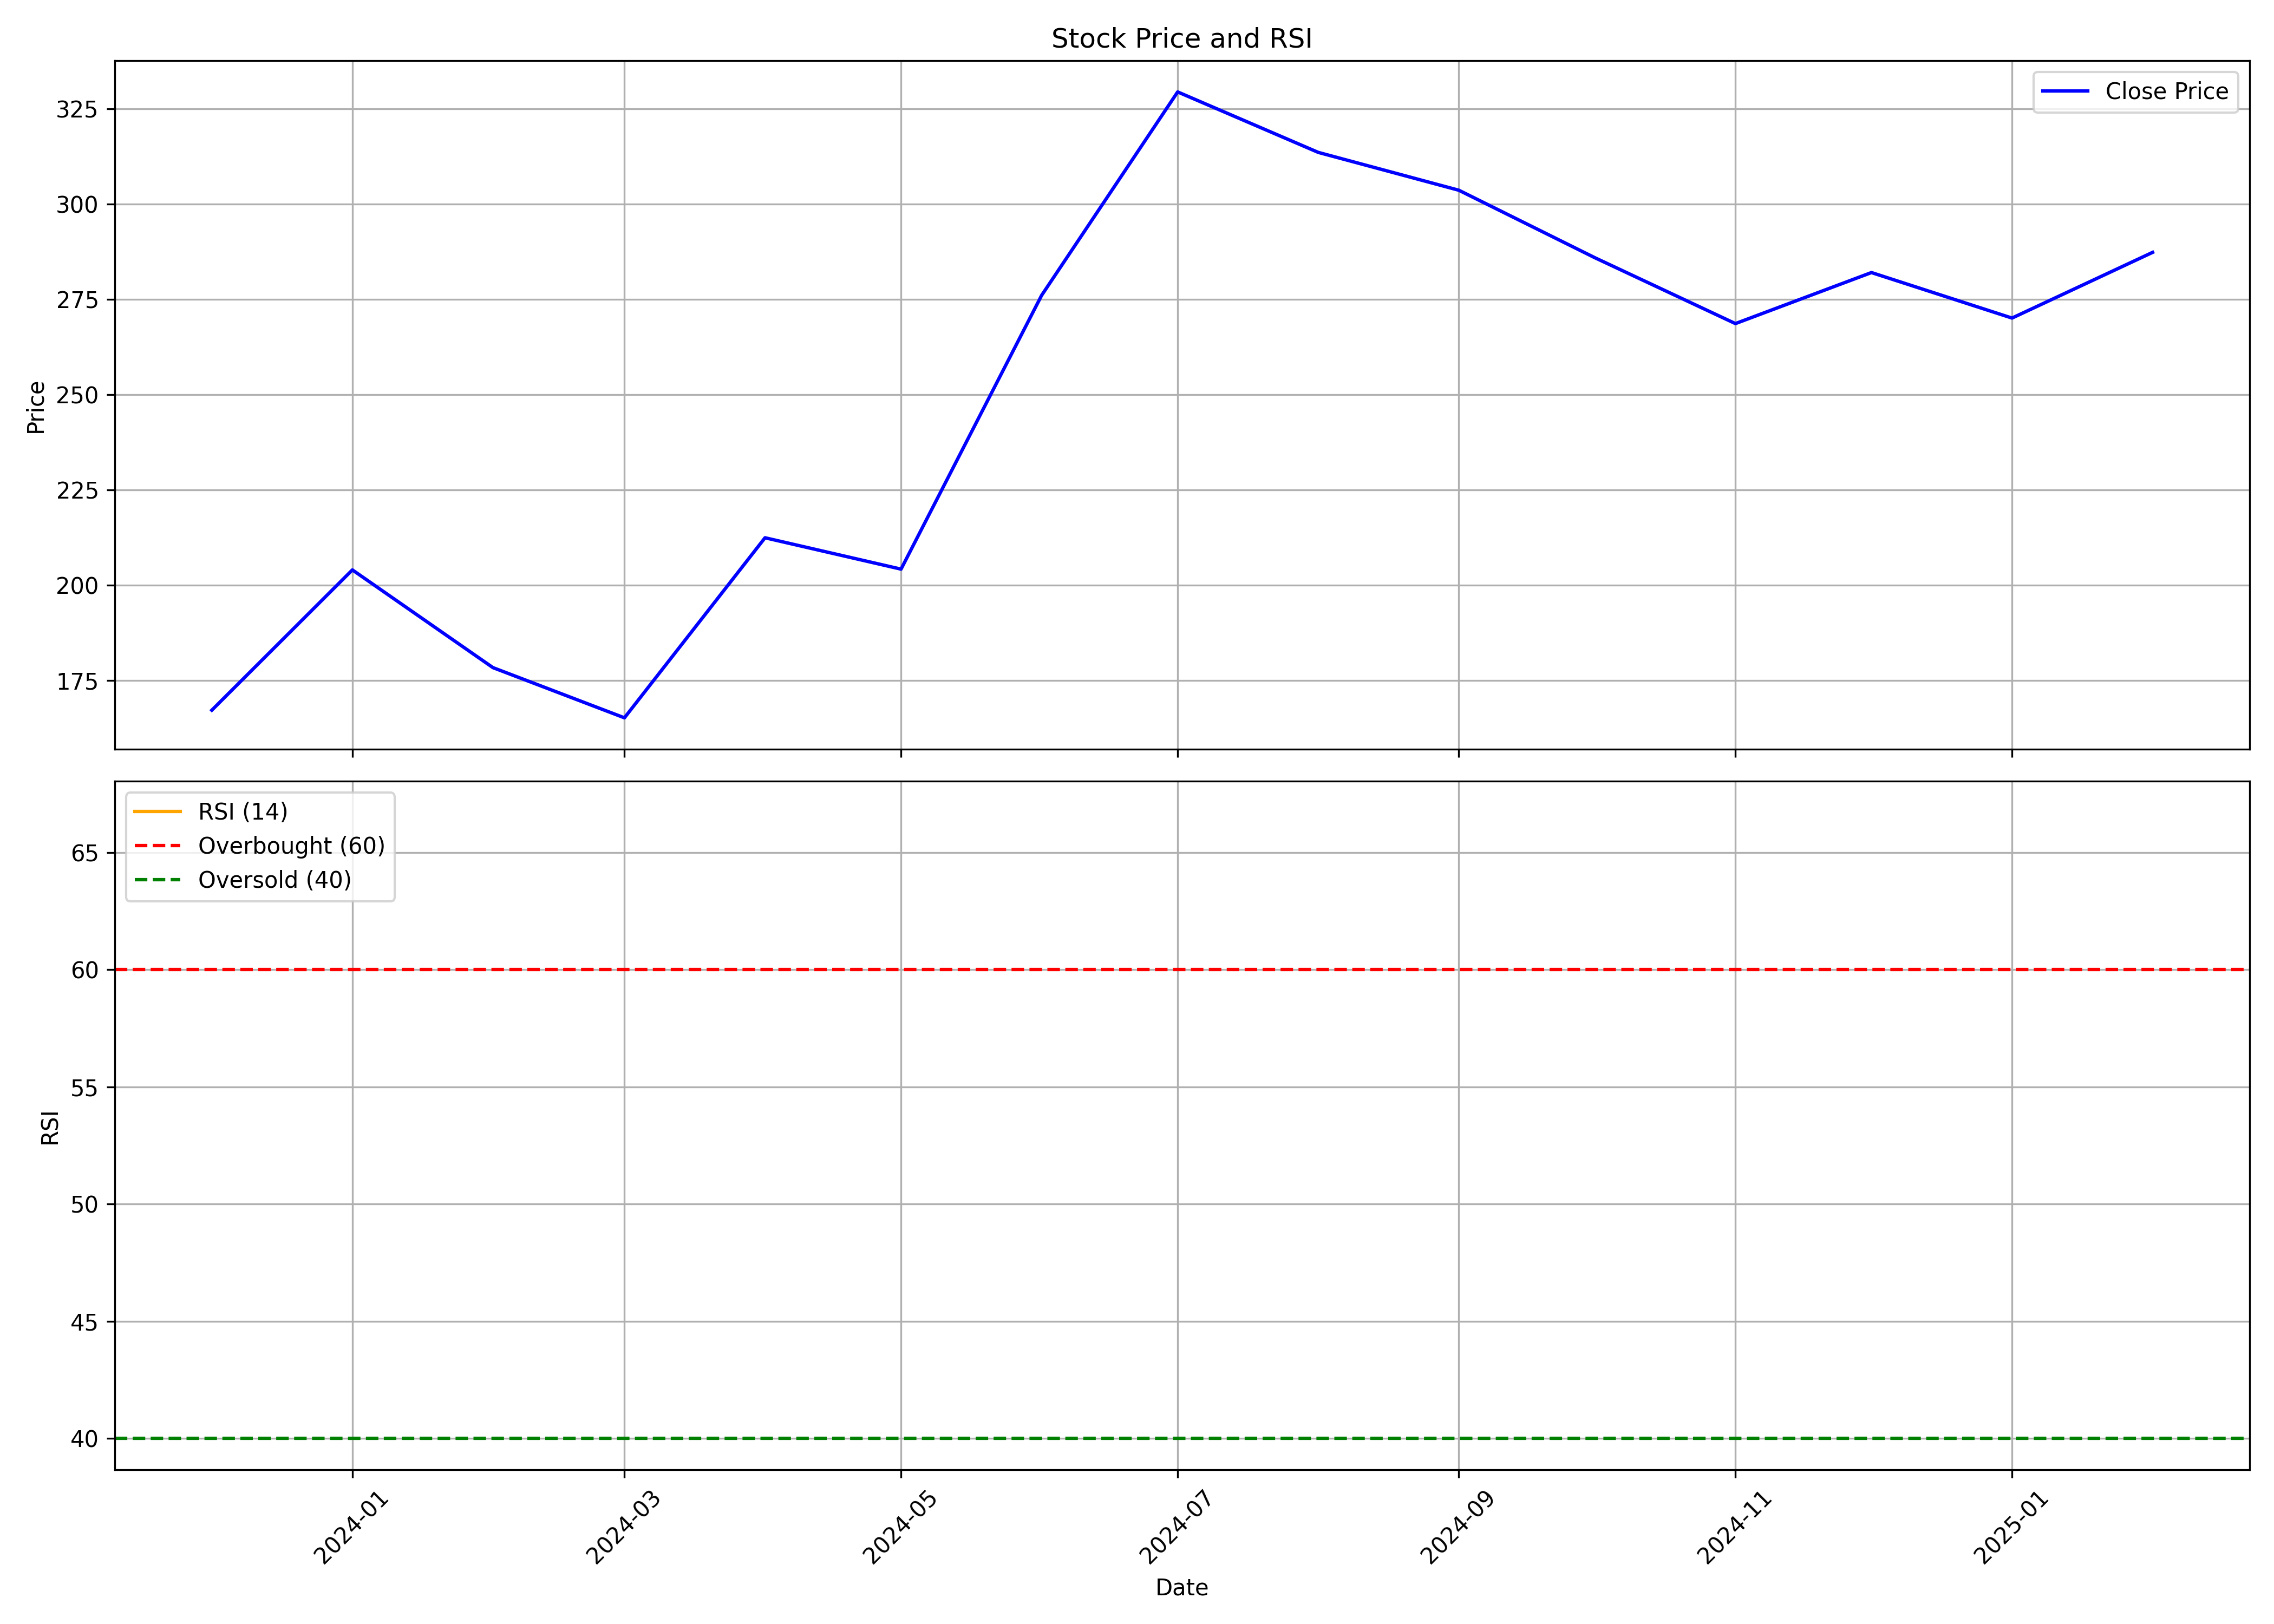 Stock Price and RSI
Close Price
325
300
275
250
225
200
175
Price
RSI (14)
Overbought (60)
Oversold (40)
65
60
55
50
45
40
RSI
2024-01
2024-03
2024-05
2024-07
2024-09
2024-11
2025-01
Date